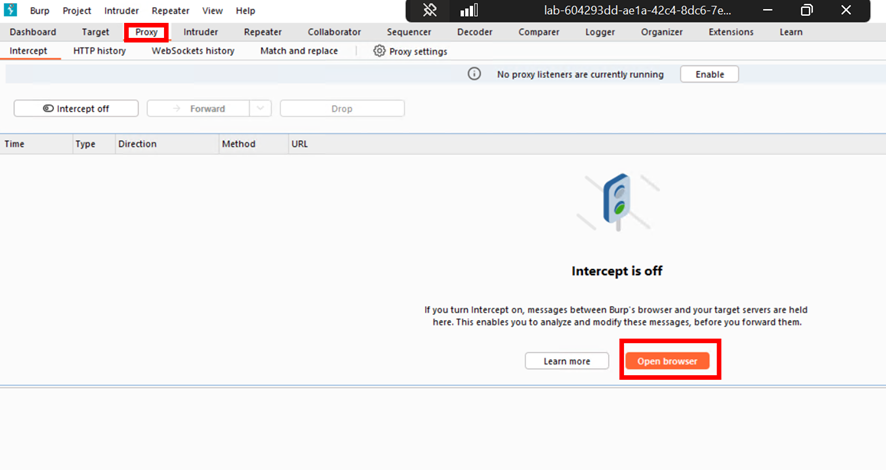 Burp Project Intruder Repeater View Help
lab-604293dd-ae1a-42c4-8dc6-7e...
Dashboard Target Proxy Intruder Repeater Collaborator Sequencer Decoder Comparer Logger Organizer Extensions Learn
Intercept HTTP history WebSockets history Match and replace Proxy settings
No proxy listeners are currently running Enable
Intercept off Forward Drop
Time Type Direction Method URL
Intercept is off
If you turn Intercept on, messages between Burp's browser and your target servers are held
here. This enables you to analyze and modify these messages, before you forward them.
Learn more Open browser